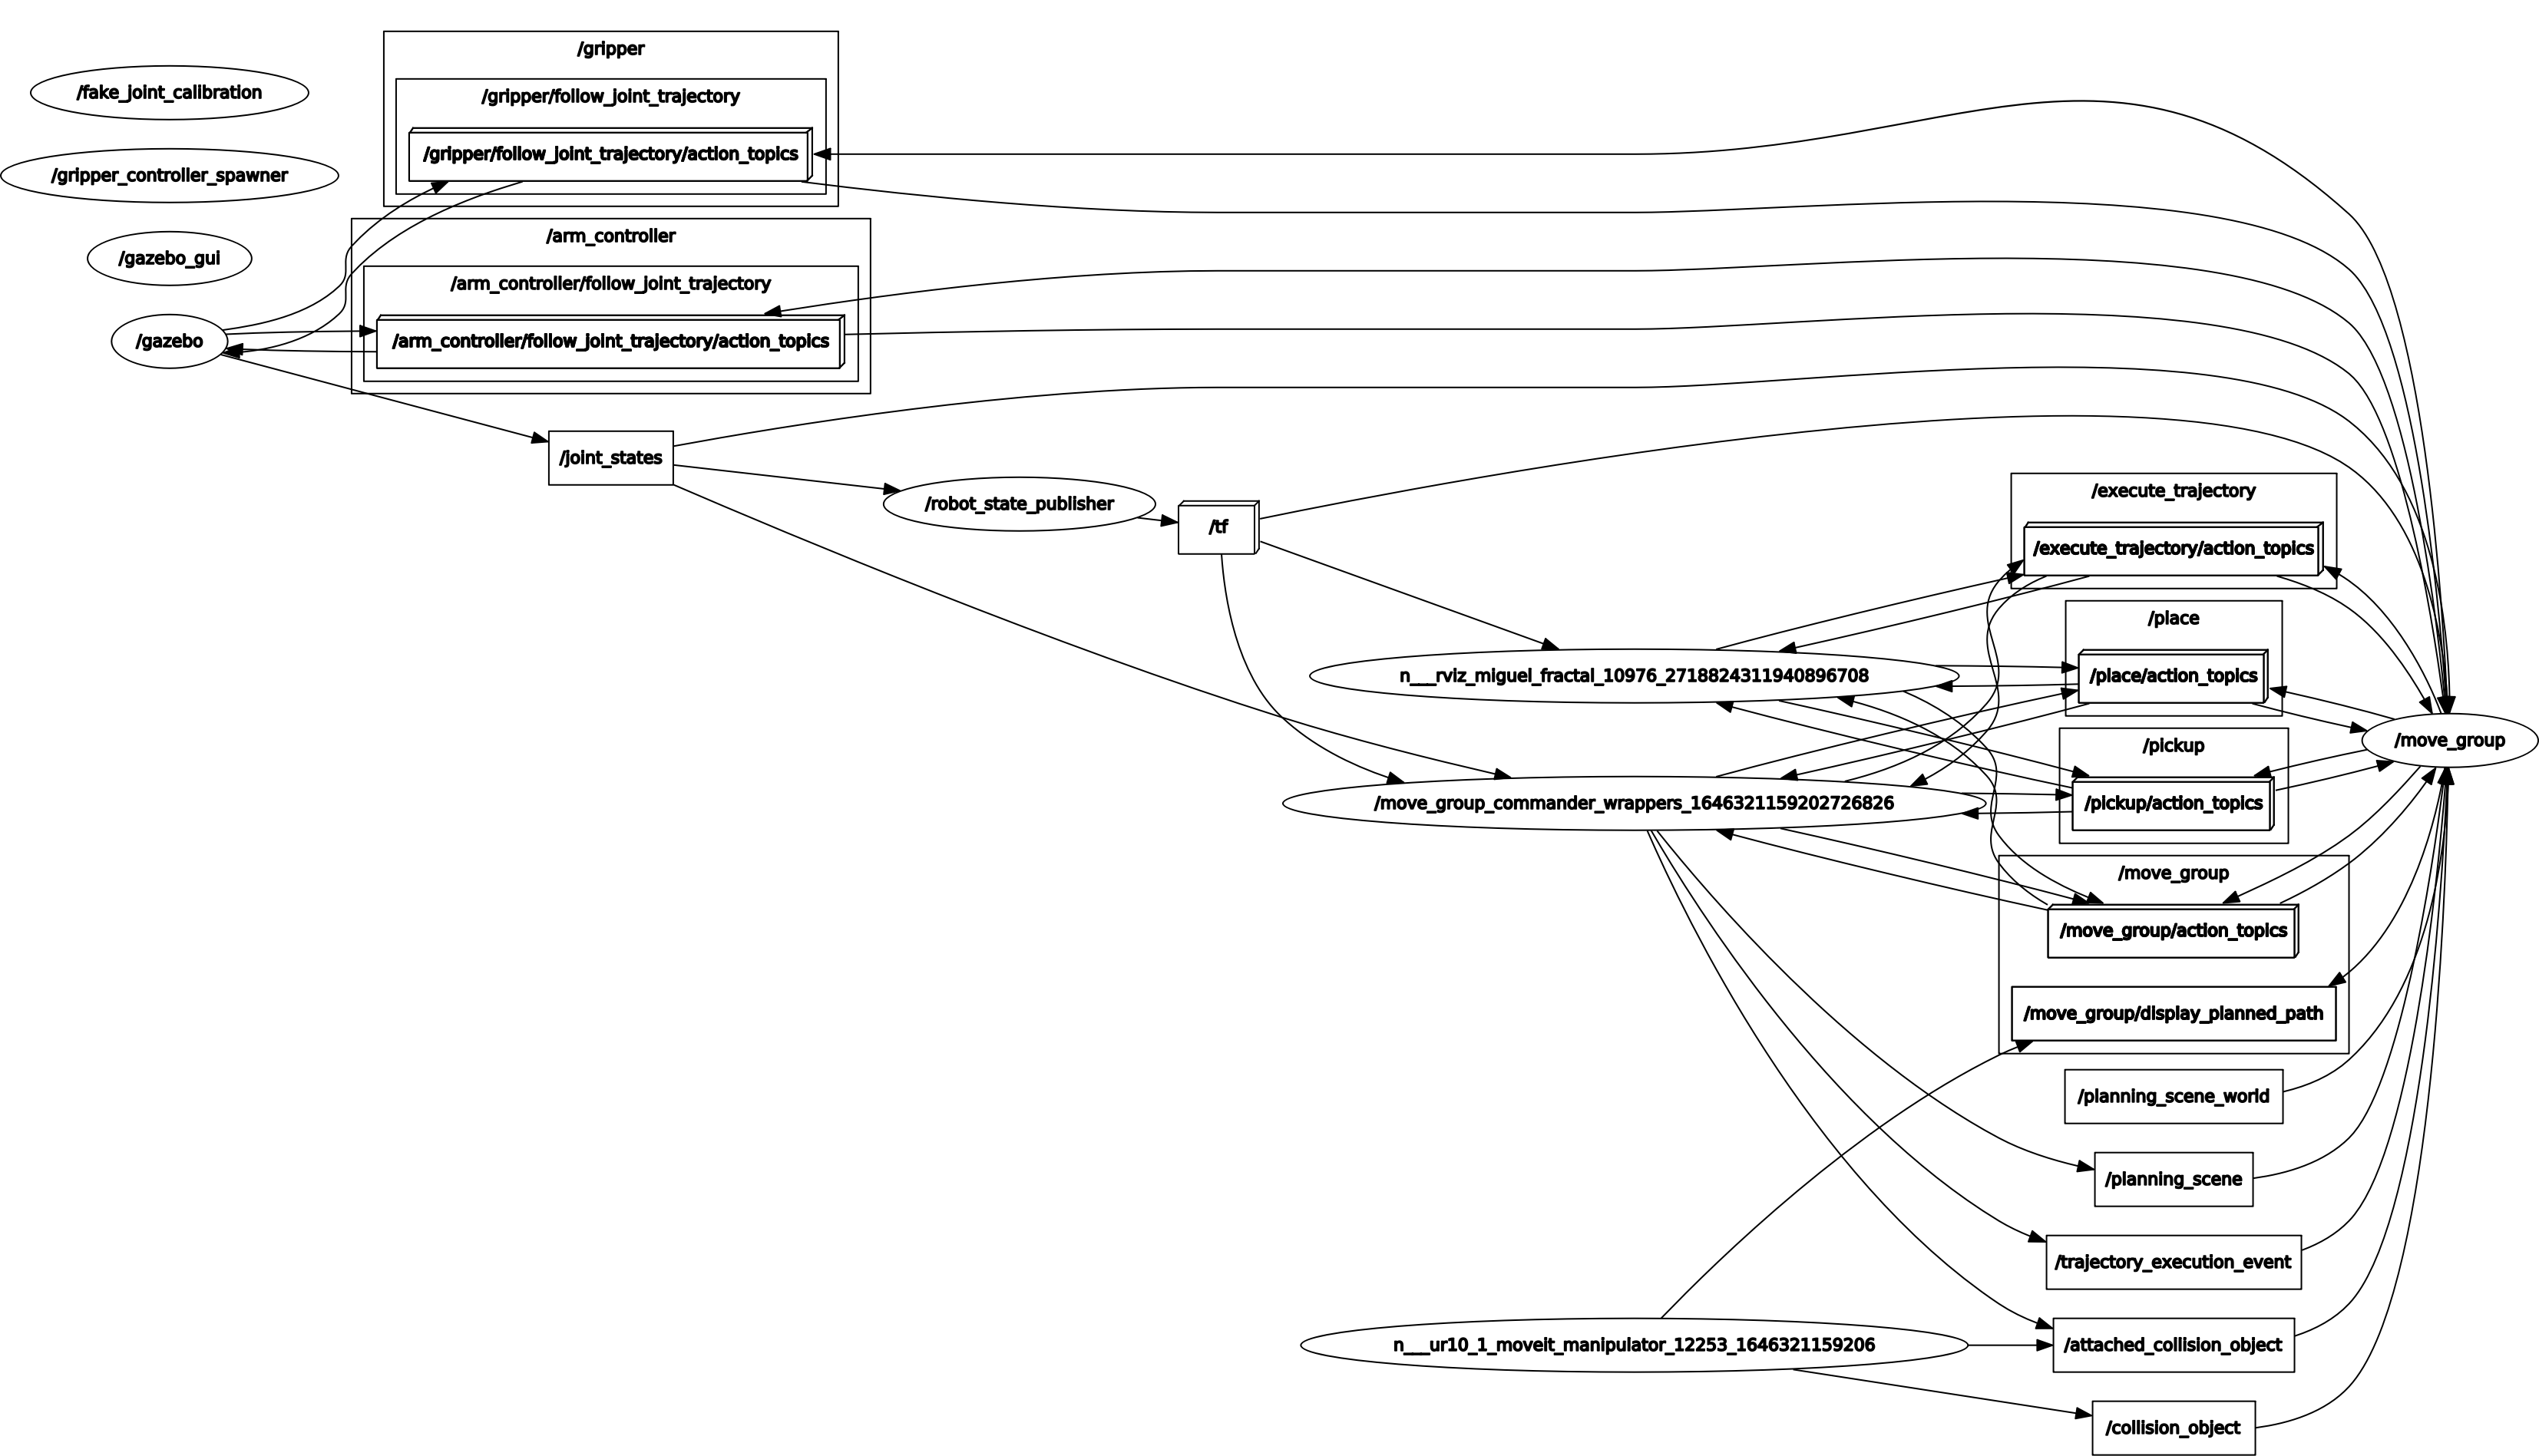 /fake_joint_calibration
/gripper_controller_spawner
/gazebo_gui
/gazebo
/gripper
/gripper/follow_joint_trajectory
/gripper/follow_joint_trajectory/action_topics
/arm_controller
/arm_controller/follow_joint_trajectory
/arm_controller/follow_joint_trajectory/action_topics
/joint_states
/robot_state_publisher
/tf
n___rviz_miguel_fractal_10976_2718824311940896708
/move_group_commander_wrappers_1646321159202726826
n___ur10_1_moveit_manipulator_12253_1646321159206
/execute_trajectory
/execute_trajectory/action_topics
/place
/place/action_topics
/pickup
/pickup/action_topics
/move_group
/move_group/action_topics
/move_group/display_planned_path
/planning_scene_world
/planning_scene
/trajectory_execution_event
/attached_collision_object
/collision_object
/move_group